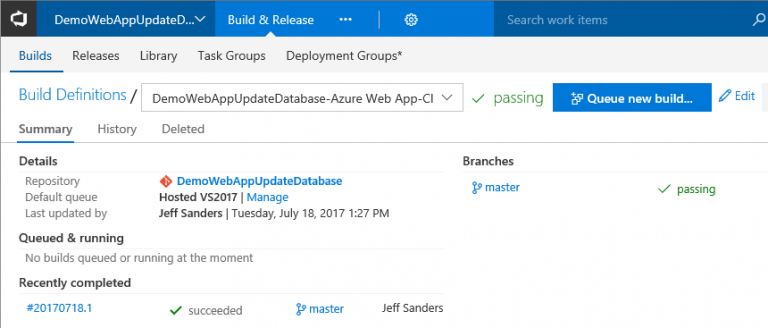 DemoWebAppUpdateD... Build & Release ... Search work items
Builds Releases Library Task Groups Deployment Groups*
Build Definitions / DemoWebAppUpdateDatabase-Azure Web App-CI passing Queue new build... Edit
Summary History Deleted
Details Branches
Repository DemoWebAppUpdateDatabase master passing
Default queue Hosted VS2017 | Manage
Last updated by Jeff Sanders | Tuesday, July 18, 2017 1:27 PM
Queued & running
No builds queued or running at the moment
Recently completed
#20170718.1 succeeded master Jeff Sanders